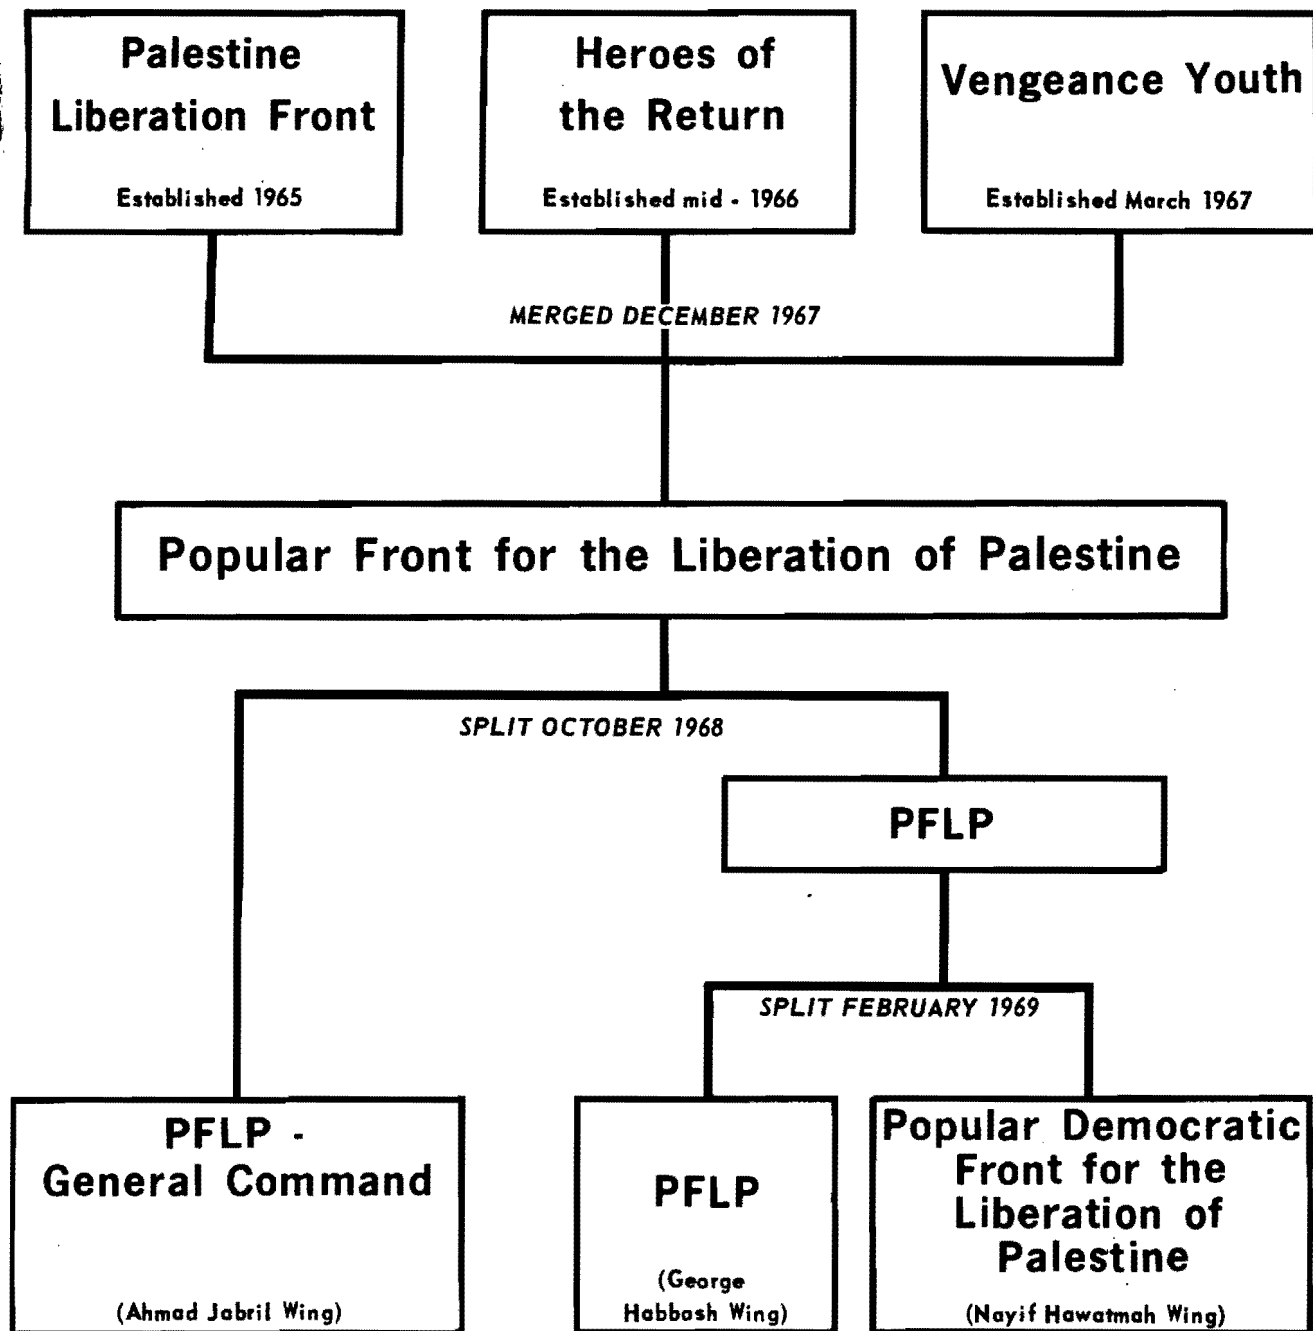 Palestine
Liberation Front
Established 1965
Heroes of
the Return
Established mid - 1966
Vengeance Youth
Established March 1967
MERGED DECEMBER 1967
Popular Front for the Liberation of Palestine
SPLIT OCTOBER 1968
PFLP
SPLIT FEBRUARY 1969
PFLP -
General Command
(Ahmad Jabril Wing)
PFLP
(George
Habbash Wing)
Popular Democratic
Front for the
Liberation of
Palestine
(Nayif Hawatmah Wing)